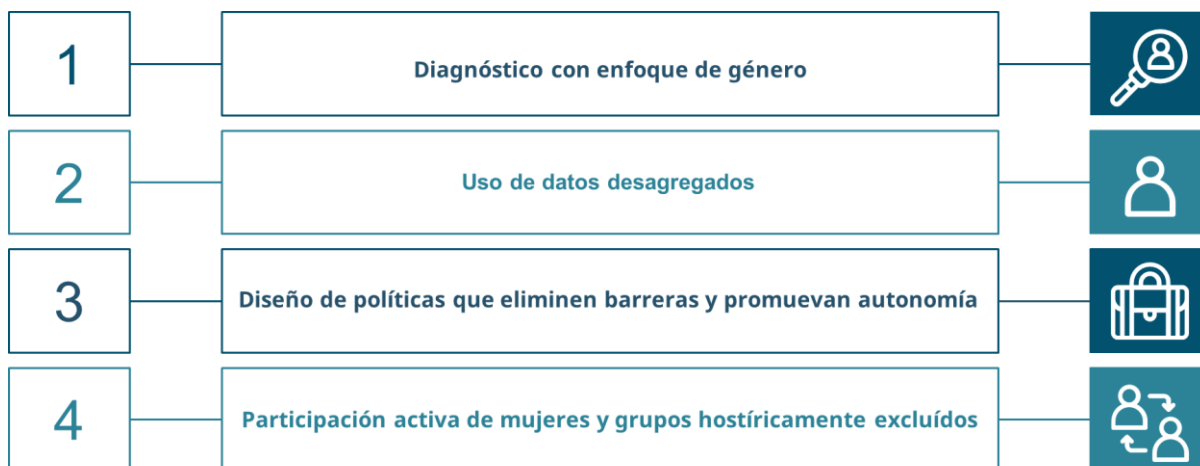 1
Diagnóstico con enfoque de género
2
Uso de datos desagregados
3
Diseño de políticas que eliminen barreras y promuevan autonomía
4
Participación activa de mujeres y grupos hostíricamente excluídos